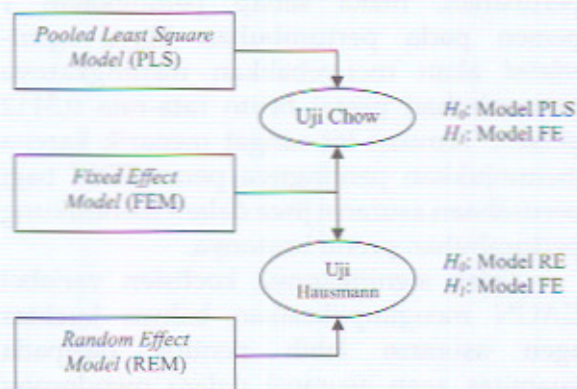 Pooled Least Square
Model (PLS)
Uji Chow
H₀: Model PLS
H₁: Model FE
Fixed Effect
Model (FEM)
Uji
Hausmann
H₀: Model RE
H₁: Model FE
Random Effect
Model (REM)